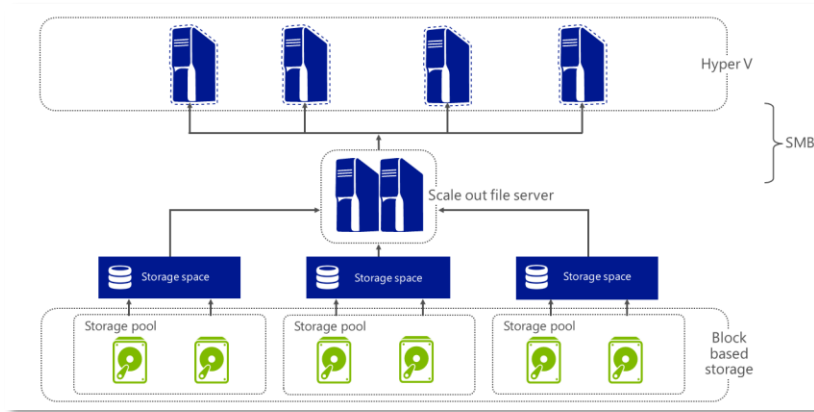 Hyper V
SMB
Scale out file server
Storage space
Storage space
Storage space
Storage pool
Storage pool
Storage pool
Block
based
storage